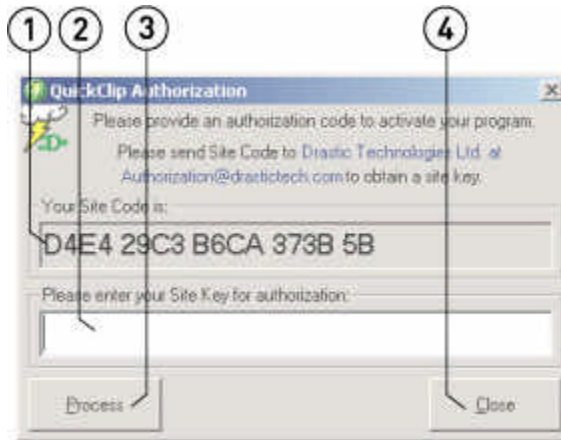 1 2 3 4
QuickClip Authorization
Please provide an authorization code to activate your program.
Please send Site Code to Drastic Technologies Ltd. at
Authorization@drastictech.com to obtain a site key.
Your Site Code is:
D4E4 29C3 B6CA 373B 5B
Please enter your Site Key for authorization:
Process Close